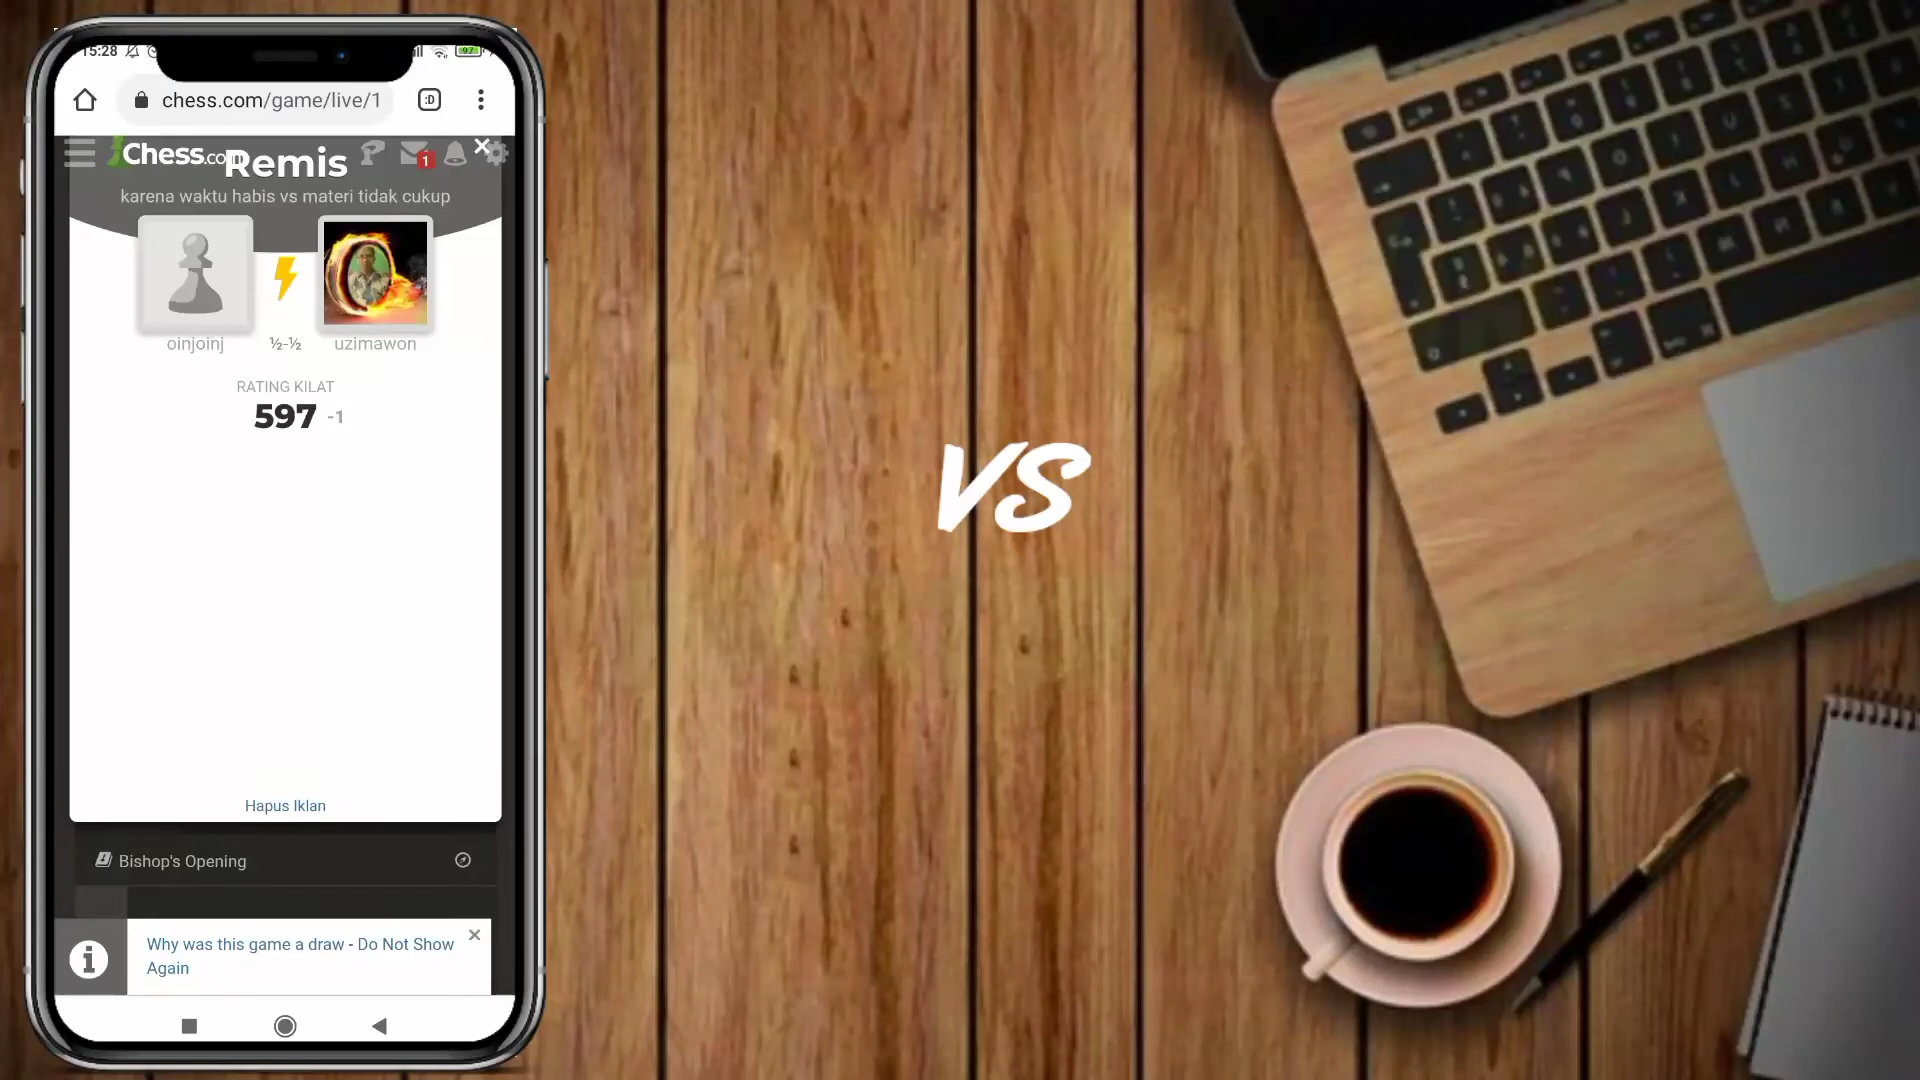 15:28
97
chess.com/game/live/1
:D
Chess.com
1
Remis
karena waktu habis vs materi tidak cukup
oinjoinj
½-½
uzimawon
RATING KILAT
597 -1
Hapus Iklan
Bishop's Opening
Why was this game a draw - Do Not Show
Again
VS